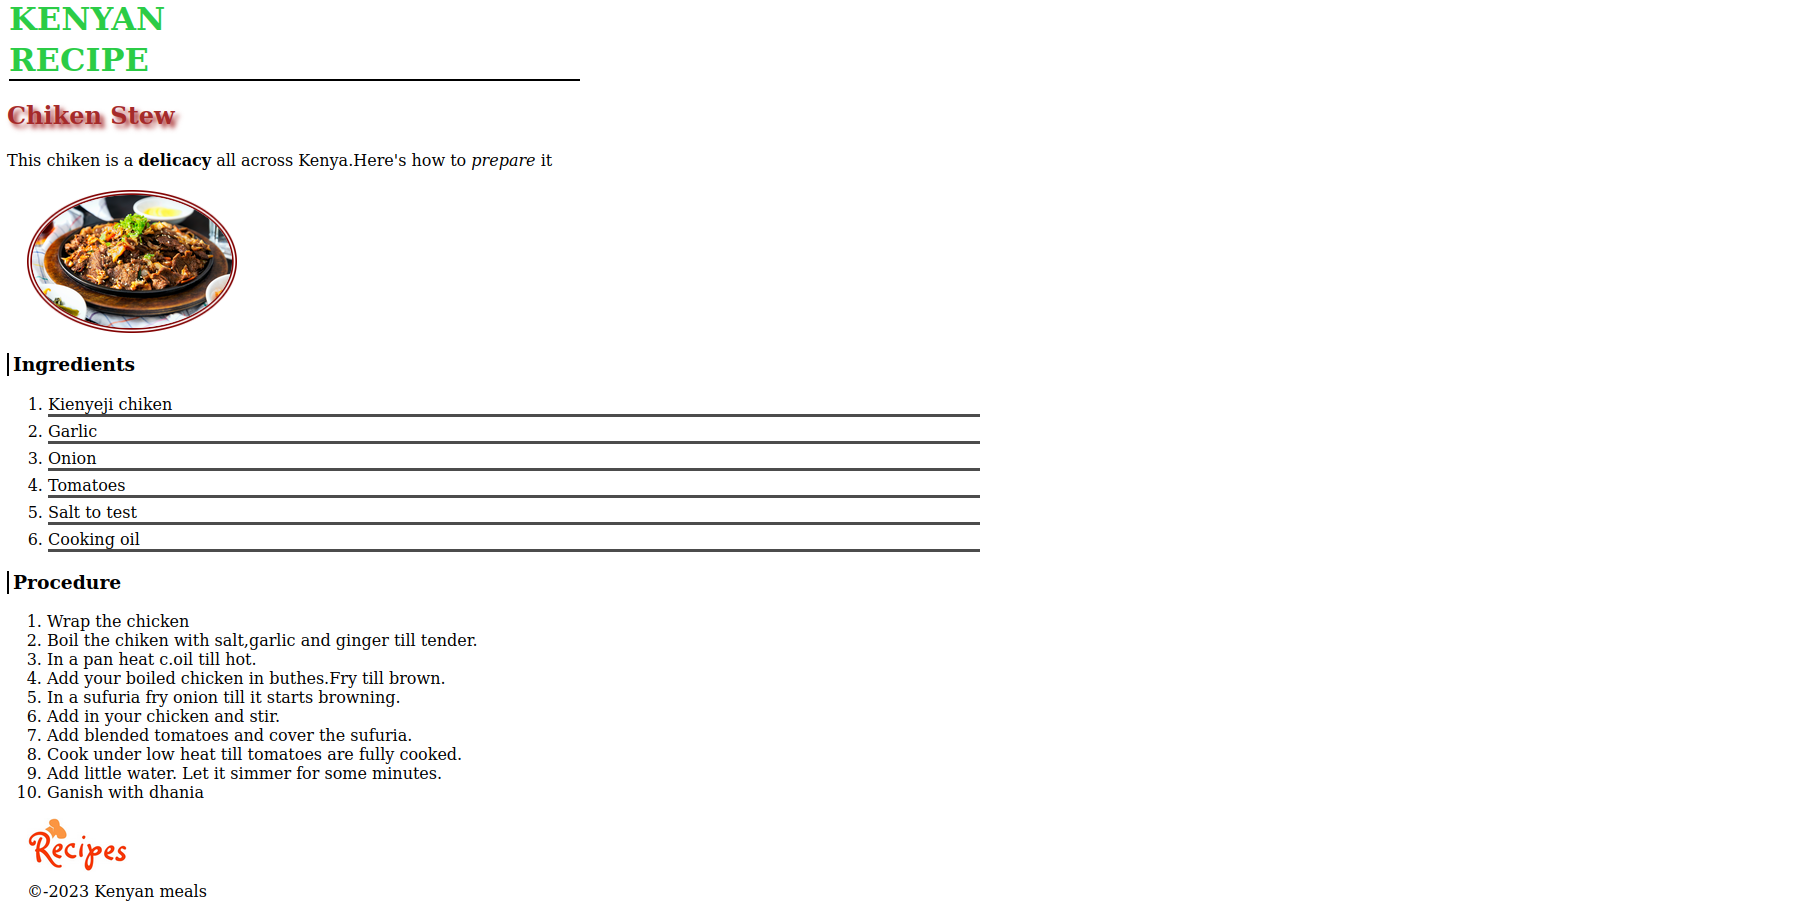 KENYAN
RECIPE
Chiken Stew
This chiken is a delicacy all across Kenya.Here's how to prepare it
Ingredients
1. Kienyeji chiken
2. Garlic
3. Onion
4. Tomatoes
5. Salt to test
6. Cooking oil
Procedure
1. Wrap the chicken
2. Boil the chiken with salt,garlic and ginger till tender.
3. In a pan heat c.oil till hot.
4. Add your boiled chicken in buthes.Fry till brown.
5. In a sufuria fry onion till it starts browning.
6. Add in your chicken and stir.
7. Add blended tomatoes and cover the sufuria.
8. Cook under low heat till tomatoes are fully cooked.
9. Add little water. Let it simmer for some minutes.
10. Ganish with dhania
Recipes
©-2023 Kenyan meals